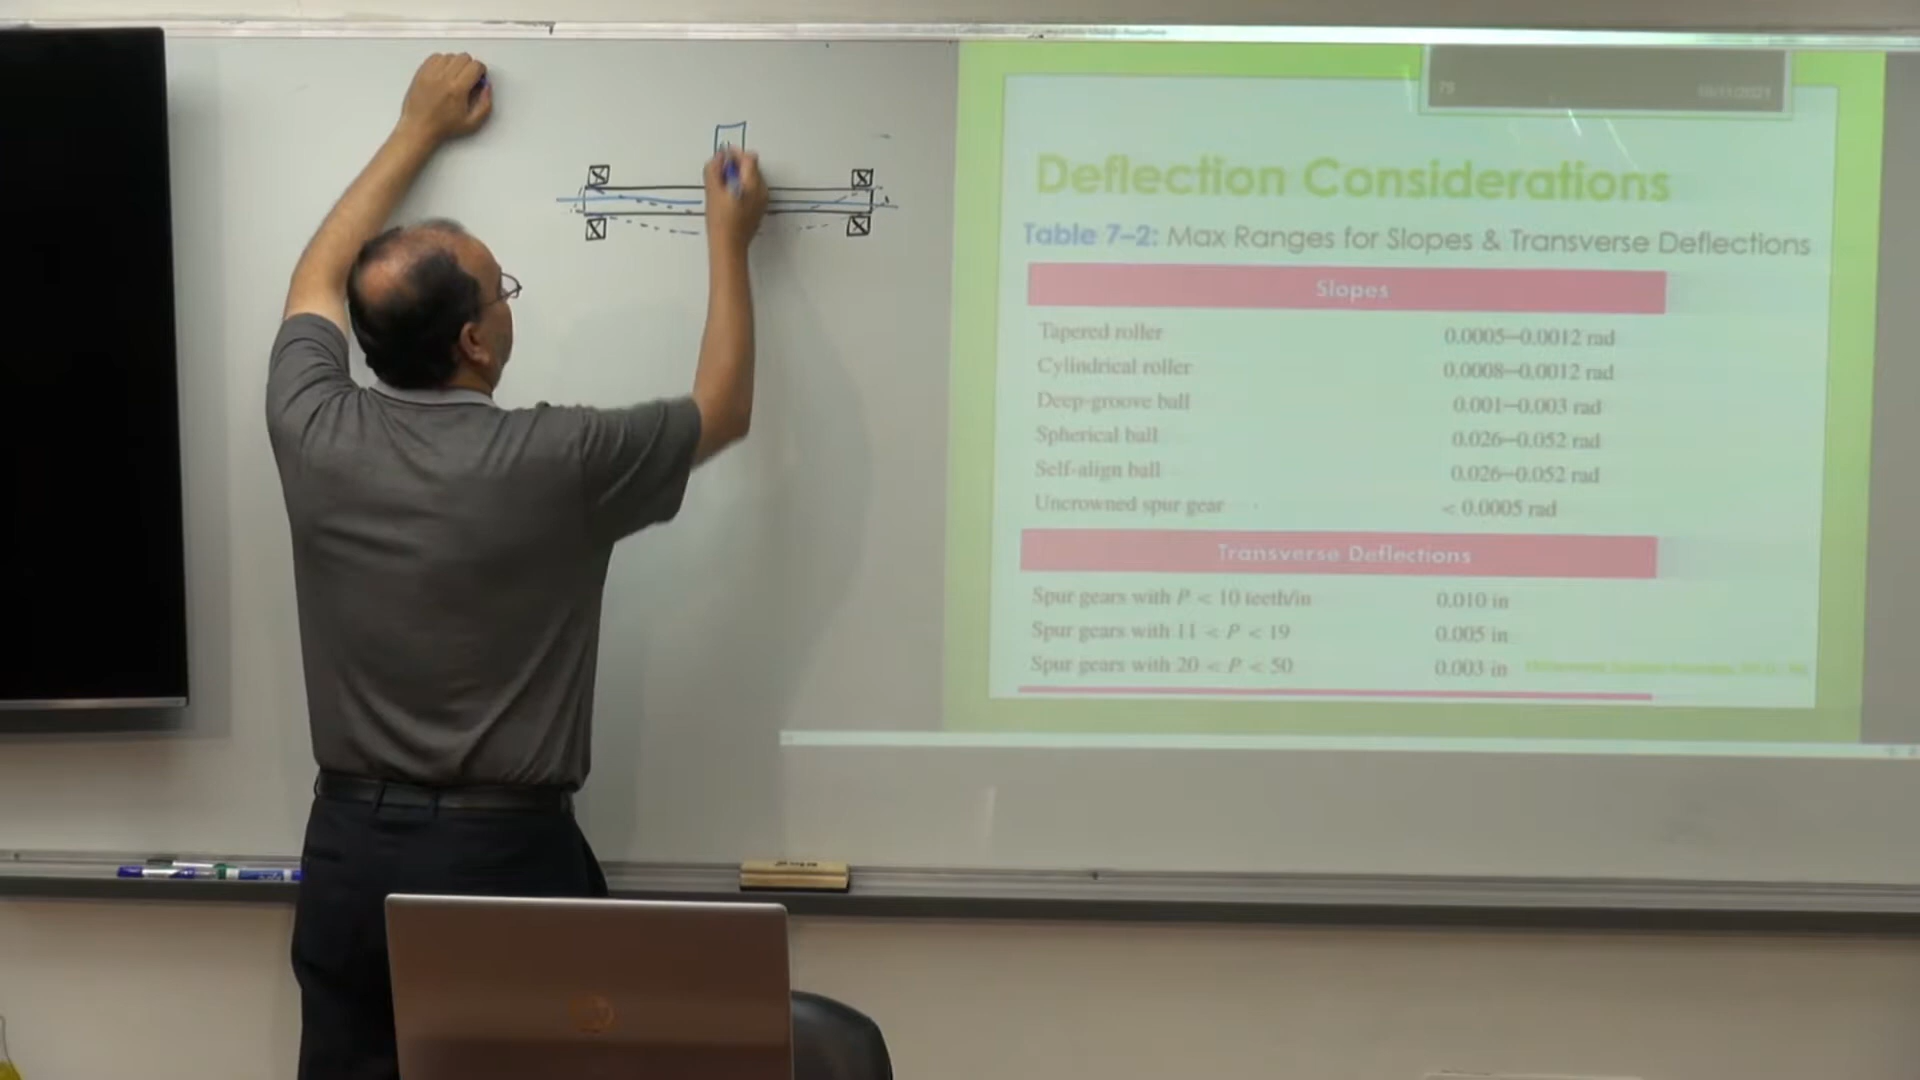 79
10/11/2021
Deflection Considerations
Table 7–2: Max Ranges for Slopes & Transverse Deflections
Slopes
Tapered roller 0.0005–0.0012 rad
Cylindrical roller 0.0008–0.0012 rad
Deep-groove ball 0.001–0.003 rad
Spherical ball 0.026–0.052 rad
Self-align ball 0.026–0.052 rad
Uncrowned spur gear < 0.0005 rad
Transverse Deflections
Spur gears with P < 10 teeth/in 0.010 in
Spur gears with 11 < P < 19 0.005 in
Spur gears with 20 < P < 50 0.003 in